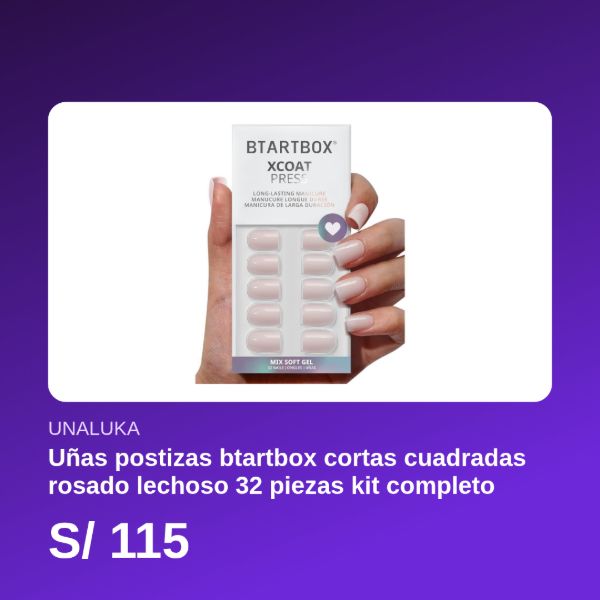 BTARTBOX®
XCOAT
PRESS
LONG-LASTING MANICURE
MANUCURE LONGUE DURÉE
MANICURA DE LARGA DURACIÓN
MIX SOFT GEL
UNALUKA
Uñas postizas btartbox cortas cuadradas
rosado lechoso 32 piezas kit completo
S/ 115